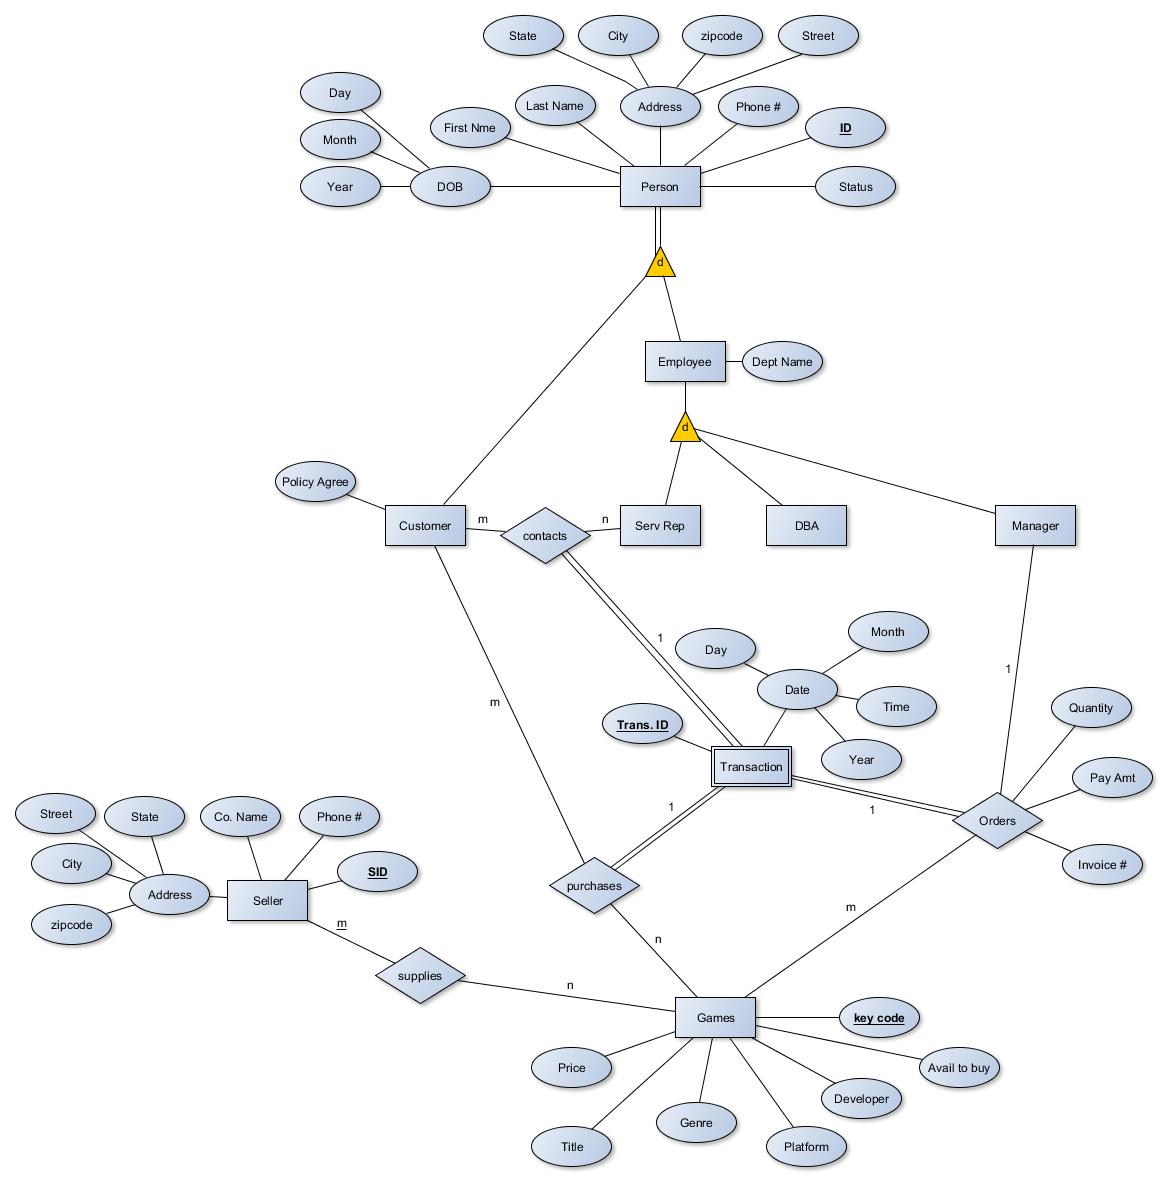 State
City
zipcode
Street
Day
Last Name
Address
Phone #
First Nme
ID
Month
Year
DOB
Person
Status
d
Employee
Dept Name
d
Policy Agree
Customer
m
contacts
n
Serv Rep
DBA
Manager
1
Day
Month
1
Date
m
Time
Quantity
Trans. ID
Year
Transaction
Pay Amt
1
1
Orders
Street
State
Co. Name
Phone #
City
SID
Invoice #
Address
Seller
purchases
m
zipcode
m
n
supplies
n
Games
key code
Price
Avail to buy
Developer
Genre
Title
Platform